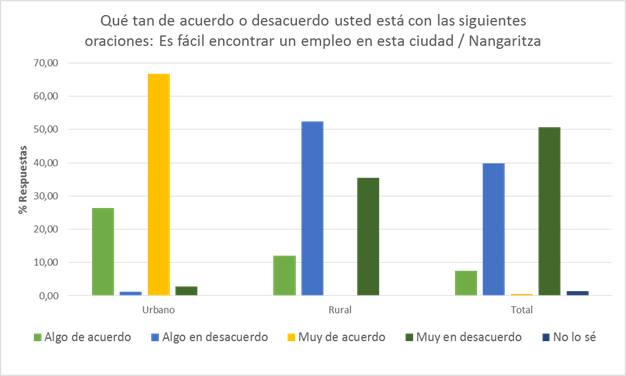 Qué tan de acuerdo o desacuerdo usted está con las siguientes
oraciones: Es fácil encontrar un empleo en esta ciudad / Nangaritza
70,00
60,00
50,00
40,00
30,00
20,00
10,00
0,00
% Respuestas
Urbano Rural Total
Algo de acuerdo Algo en desacuerdo Muy de acuerdo Muy en desacuerdo No lo sé